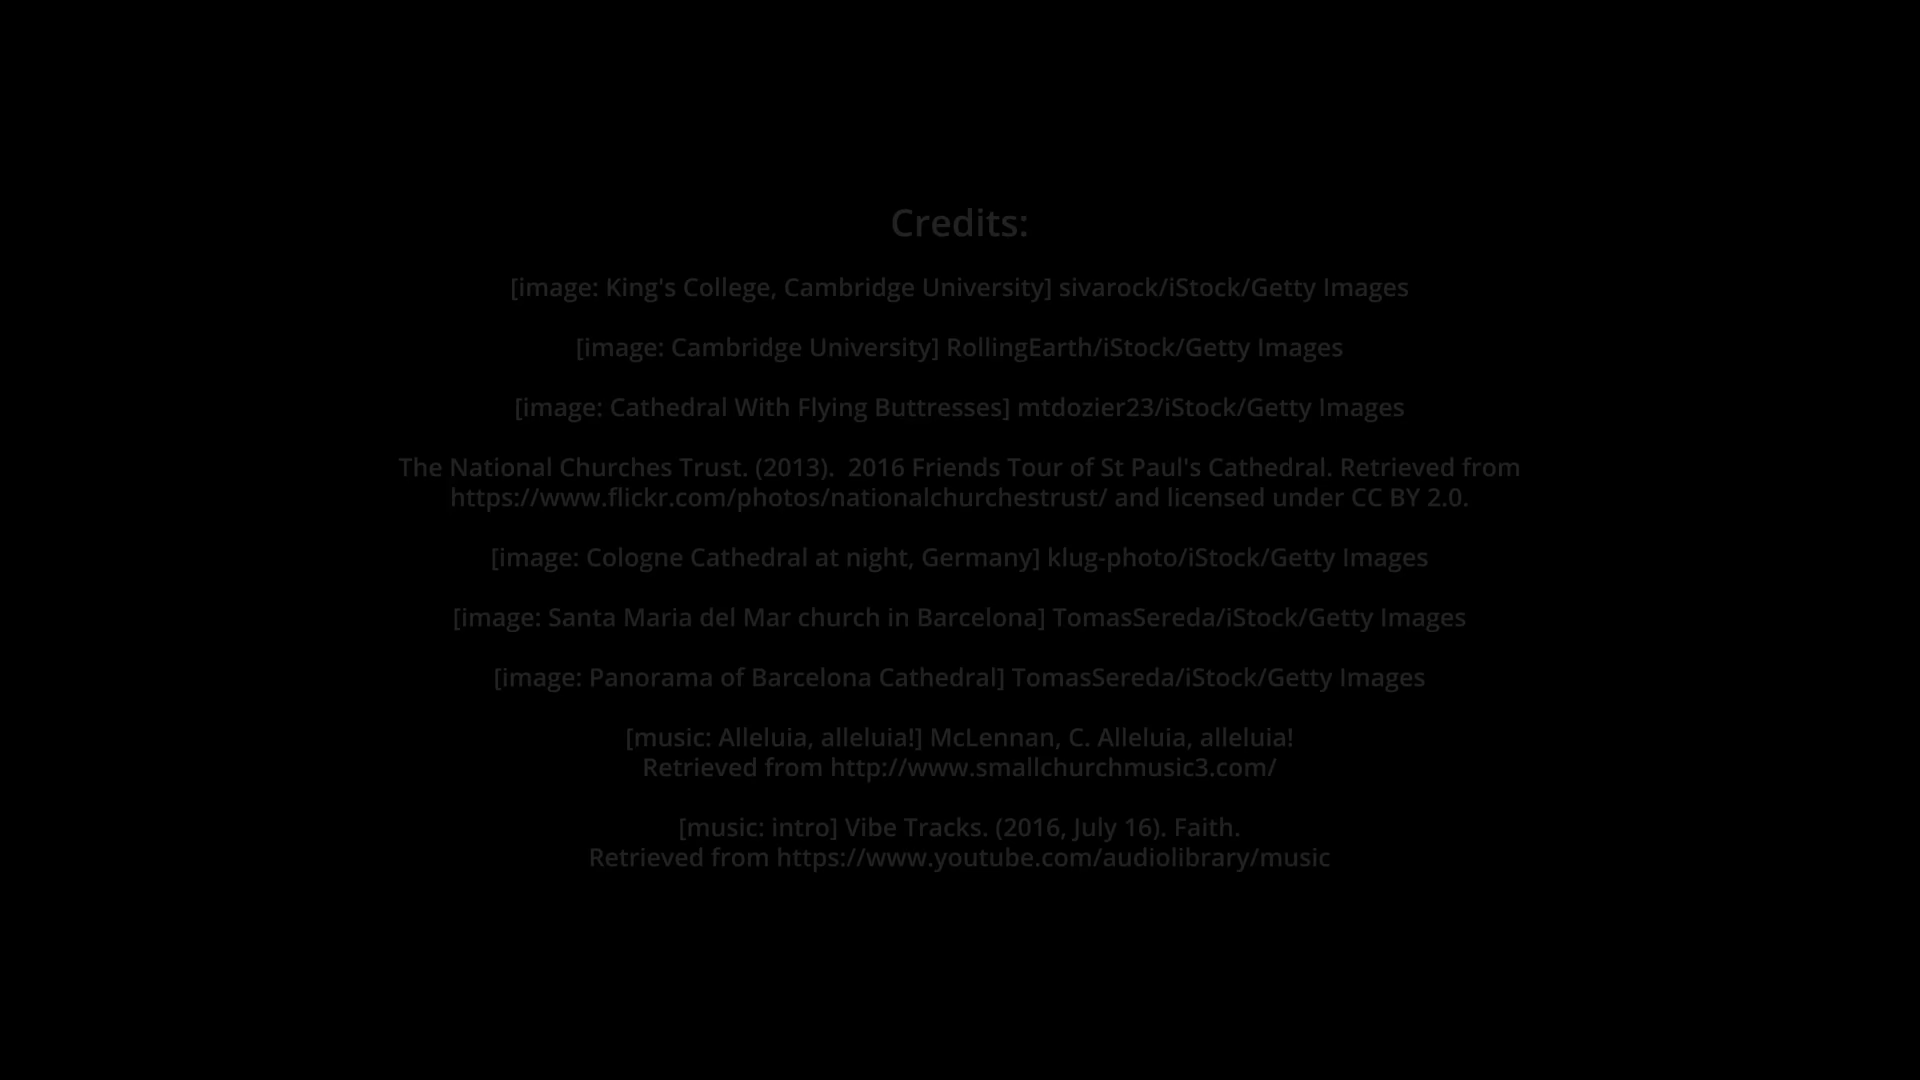 Credits:
[image: King's College, Cambridge University] sivarock/iStock/Getty Images
[image: Cambridge University] RollingEarth/iStock/Getty Images
[image: Cathedral With Flying Buttresses] mtdozier23/iStock/Getty Images
The National Churches Trust. (2013).  2016 Friends Tour of St Paul's Cathedral. Retrieved from
https://www.flickr.com/photos/nationalchurchestrust/ and licensed under CC BY 2.0.
[image: Cologne Cathedral at night, Germany] klug-photo/iStock/Getty Images
[image: Santa Maria del Mar church in Barcelona] TomasSereda/iStock/Getty Images
[image: Panorama of Barcelona Cathedral] TomasSereda/iStock/Getty Images
[music: Alleluia, alleluia!] McLennan, C. Alleluia, alleluia!
Retrieved from http://www.smallchurchmusic3.com/
[music: intro] Vibe Tracks. (2016, July 16). Faith.
Retrieved from https://www.youtube.com/audiolibrary/music